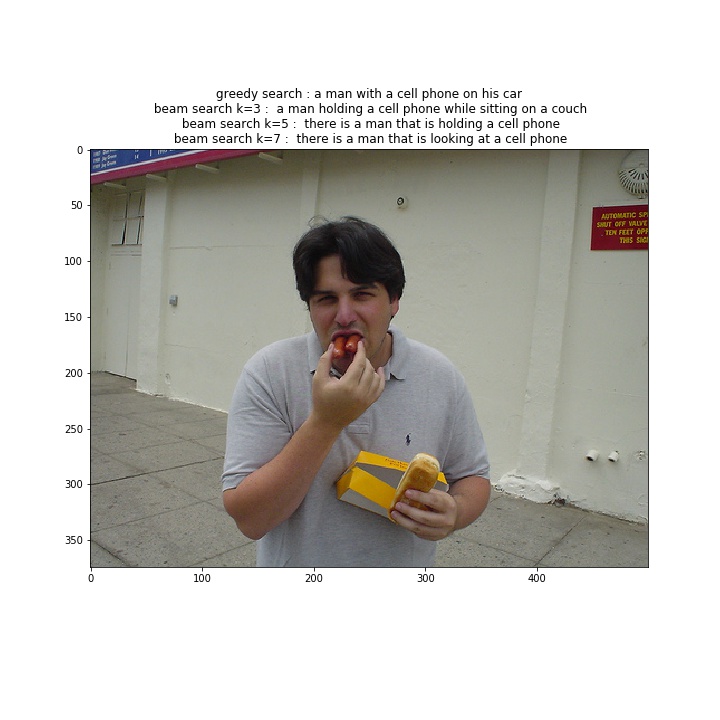 greedy search : a man with a cell phone on his car
beam search k=3 : a man holding a cell phone while sitting on a couch
beam search k=5 : there is a man that is holding a cell phone
beam search k=7 : there is a man that is looking at a cell phone
0
50
100
150
200
250
300
350
0
100
200
300
400
AUTOMATIC
SHUT OFF VALVE
TEN FEET
THIS